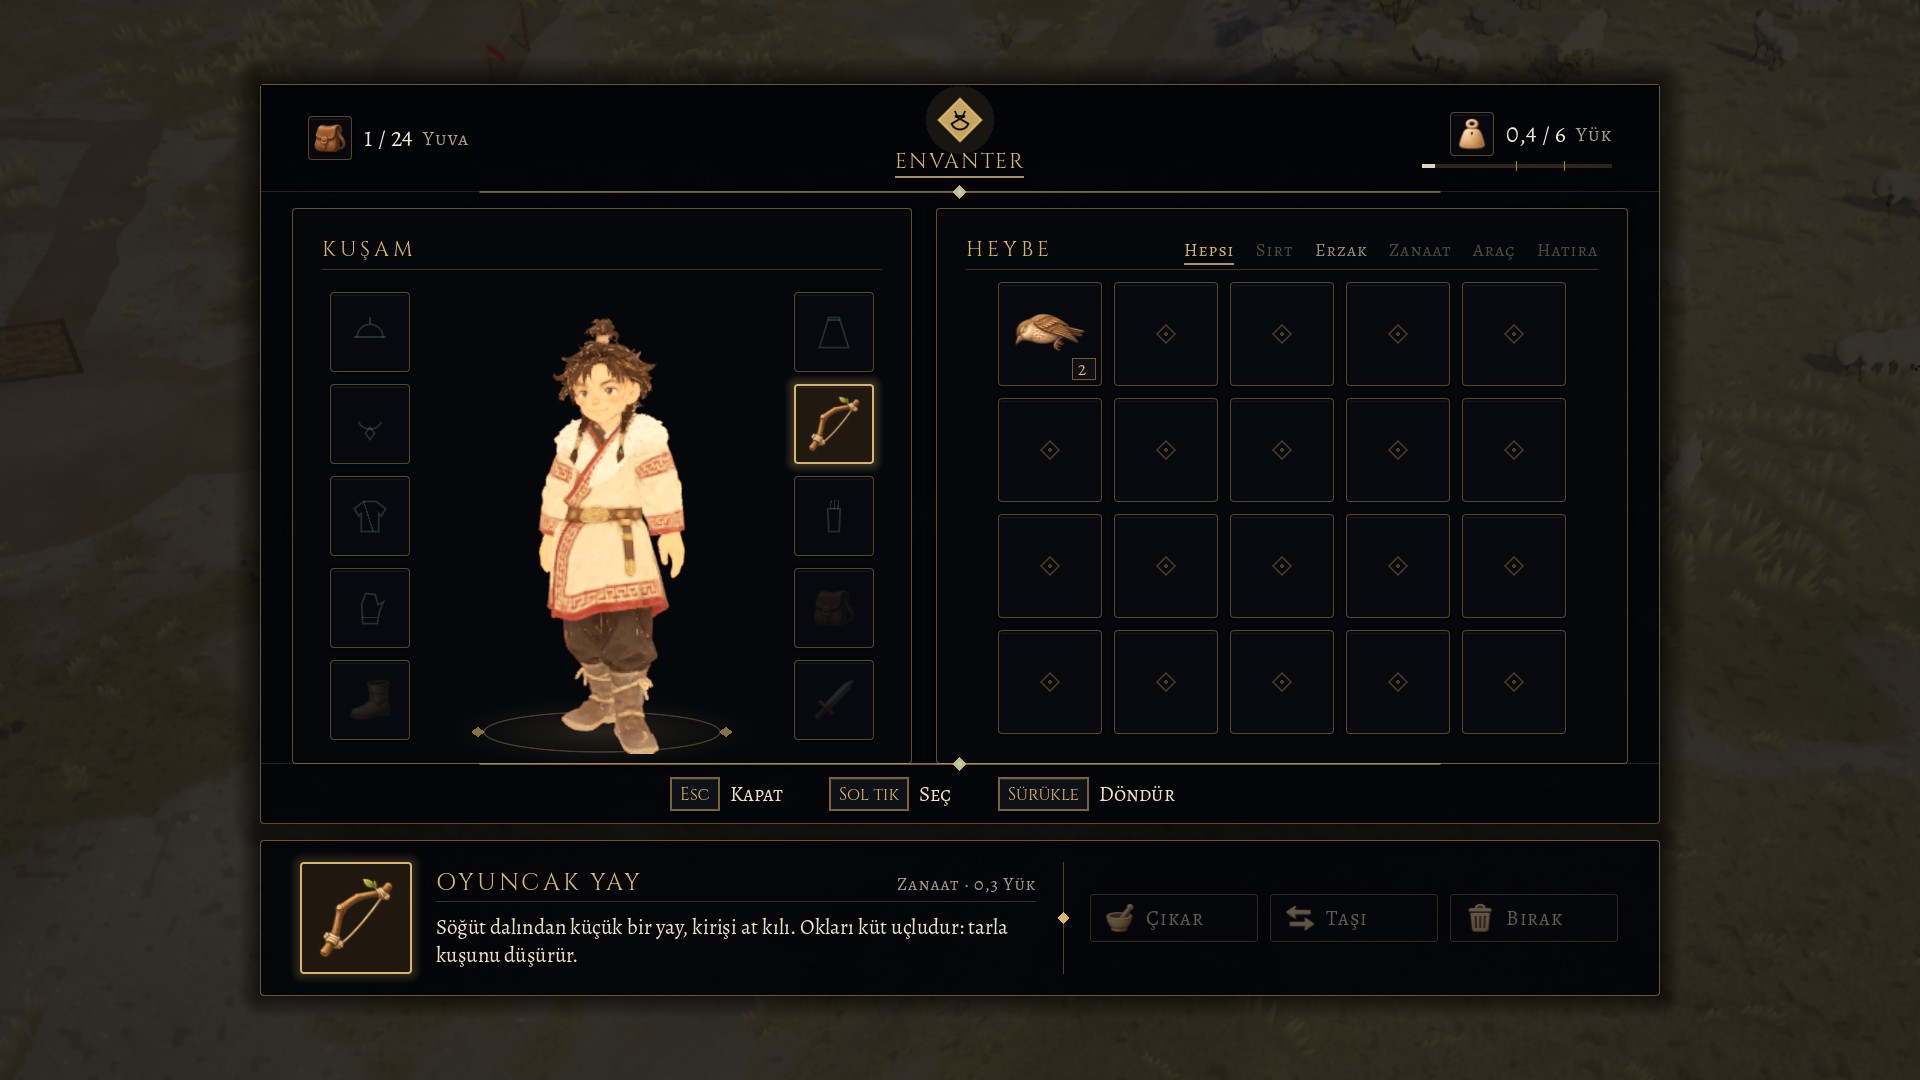 1 / 24 Yuva
ENVANTER
0,4 / 6 Yük
KUŞAM
HEYBE
Hepsi Sırt Erzak Zanaat Araç Hatıra
2
Esc Kapat Sol tık Seç Sürükle Döndür
OYUNCAK YAY
Zanaat · 0,3 Yük
Söğüt dalından küçük bir yay, kirişi at kılı. Okları küt uçludur: tarla
kuşunu düşürür.
Çıkar Taşı Bırak